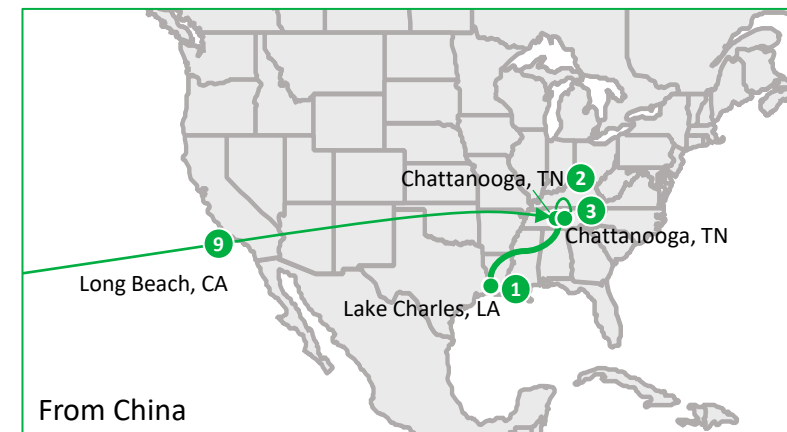 Chattanooga, TN 2
3
Chattanooga, TN
9
Long Beach, CA
1
Lake Charles, LA
From China